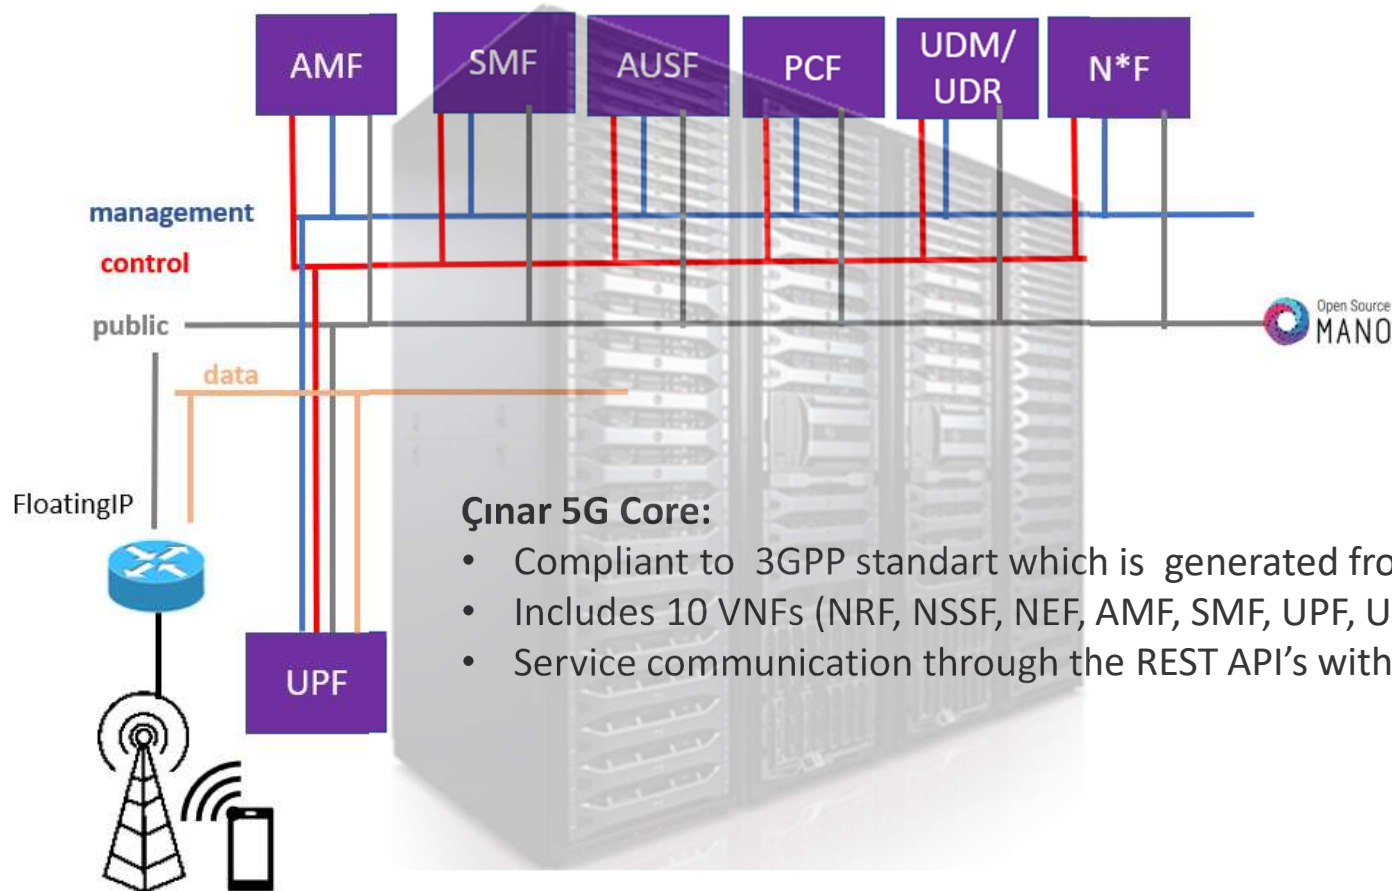 AMF
SMF
AUSF
PCF
UDM/
UDR
N*F
management
control
public
Open Source
MANO
data
FloatingIP
Çınar 5G Core:
• Compliant to 3GPP standart which is generated fro
• Includes 10 VNFs (NRF, NSSF, NEF, AMF, SMF, UPF, U
• Service communication through the REST API’s with
UPF